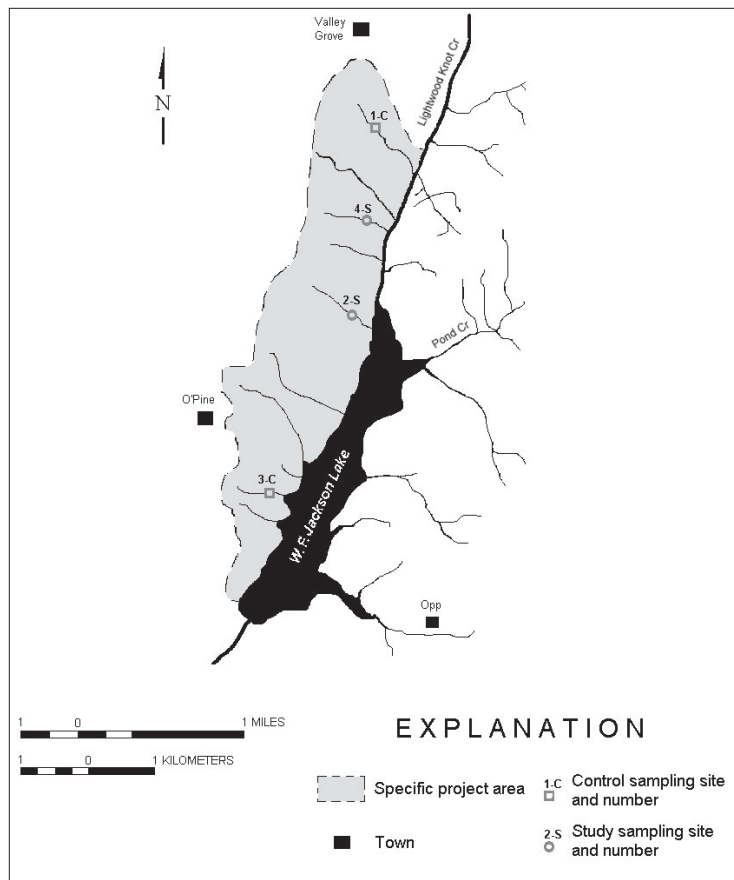 Valley
Grove
Lightwood Knot Cr
N
1-C
4-S
2-S
Pond Cr
O'Pine
3-C
W. F. Jackson Lake
Opp
1 0 1 MILES
1 0 1 KILOMETERS
EXPLANATION
Specific project area
Town
1-C Control sampling site
and number
2-S Study sampling site
and number